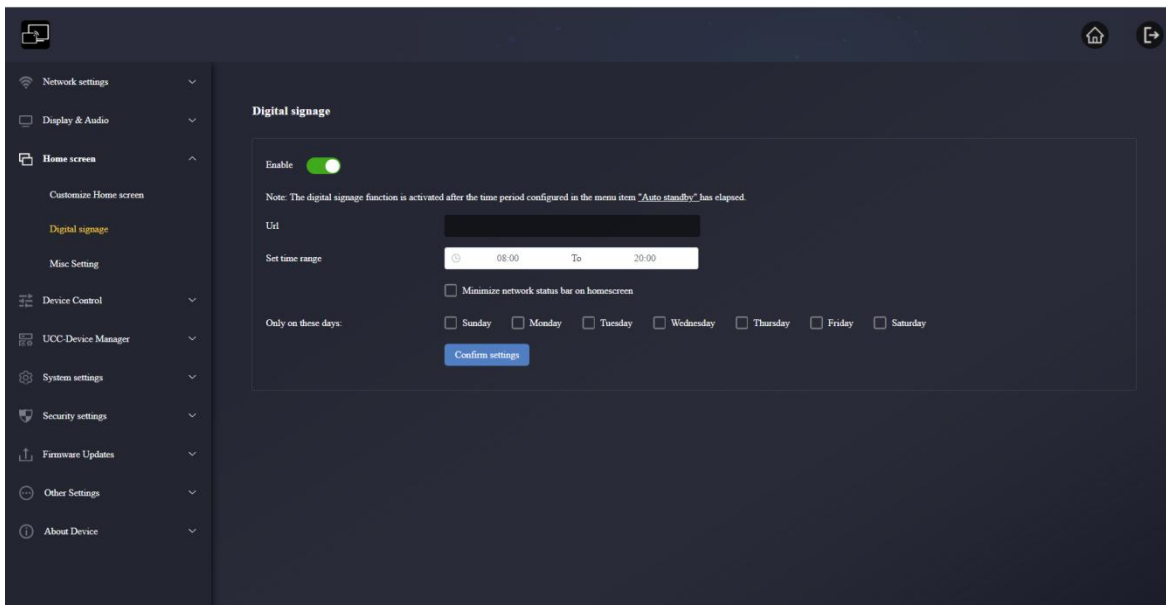 Network settings
Display & Audio
Home screen
Customize Home screen
Digital signage
Misc Setting
Device Control
UCC-Device Manager
System settings
Security settings
Firmware Updates
Other Settings
About Device
Digital signage
Enable
Note: The digital signage function is activated after the time period configured in the menu item "Auto standby" has elapsed.
Url
Set time range 08:00 To 20:00
Minimize network status bar on homescreen
Only on these days: Sunday Monday Tuesday Wednesday Thursday Friday Saturday
Confirm settings